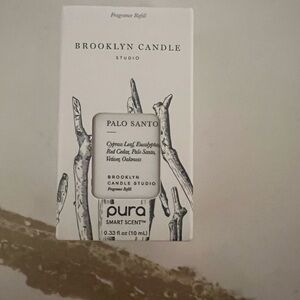 Fragrance Refill
BROOKLYN CANDLE
STUDIO
PALO SANTO
Cypress Leaf, Eucalyptus,
Red Cedar, Palo Santo,
Vetiver, Oakmoss
BROOKLYN
CANDLE STUDIO
Fragrance Refill
pura
SMART SCENT™
0.33 fl oz (10 mL)